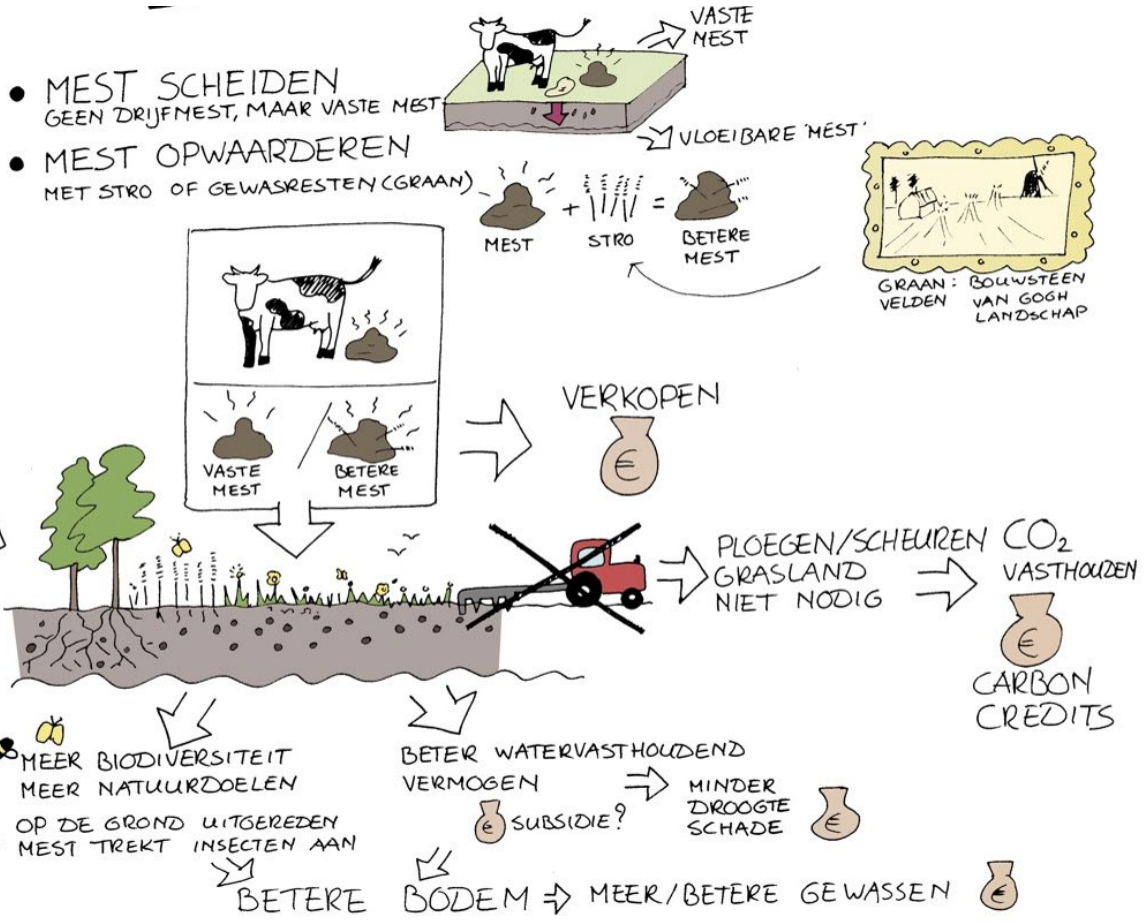 VASTE
MEST
• MEST SCHEIDEN
GEEN DRIJFMEST, MAAR VASTE MEST
VLOEIBARE 'MEST'
• MEST OPWAARDEREN
MET STRO OF GEWASRESTEN (GRAAN)
+ =
MEST STRO BETERE
MEST
GRAAN: BOUWSTEEN
VELDEN VAN GOGH
LANDSCHAP
VASTE
MEST
/
BETERE
MEST
VERKOPEN
€
PLOEGEN/SCHEUREN
GRASLAND
NIET NODIG
CO2
VASTHOUDEN
€
CARBON
CREDITS
MEER BIODIVERSITEIT
MEER NATUURDOELEN
OP DE GROND UITGEREDEN
MEST TREKT INSECTEN AAN
BETER WATERVASTHOUDEND
VERMOGEN
€ SUBSIDIE?
MINDER
DROOGTE
SCHADE
€
BETERE BODEM ⇒ MEER/BETERE GEWASSEN €